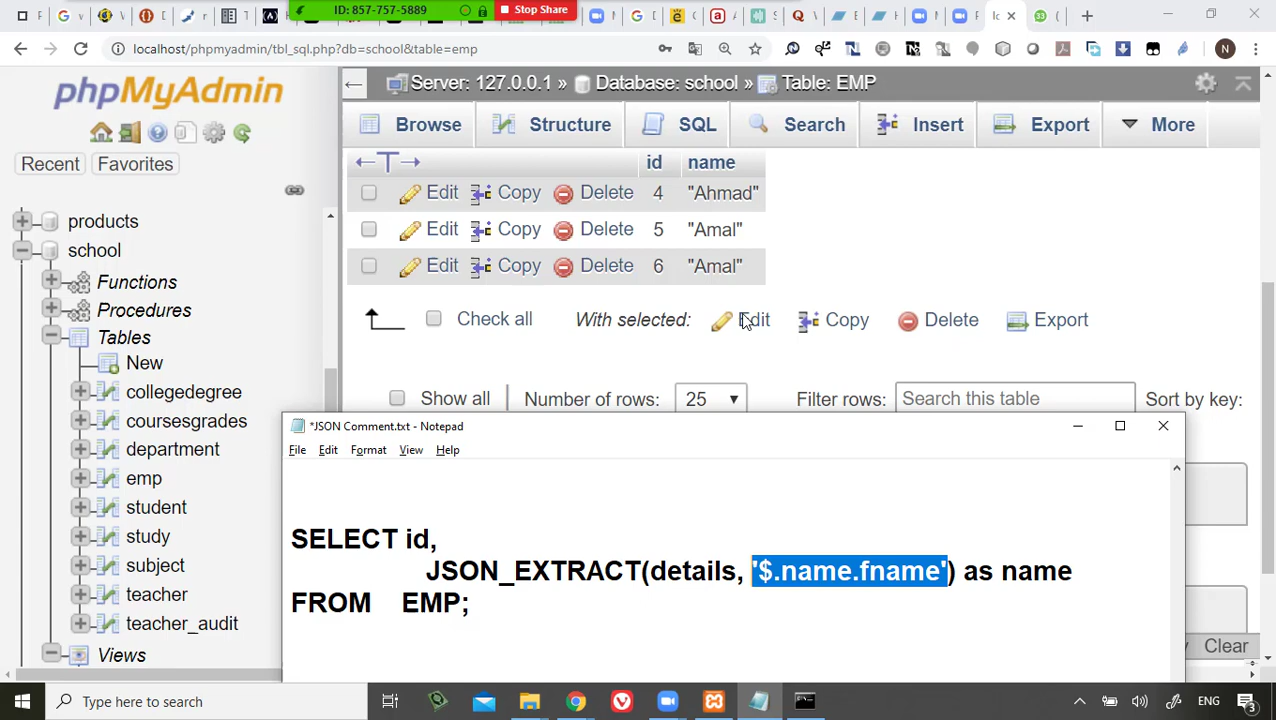 ID: 857-757-5889 Stop Share
localhost/phpmyadmin/tbl_sql.php?db=school&table=emp
N
phpMyAdmin
Recent Favorites
products
school
Functions
Procedures
Tables
New
collegedegree
coursesgrades
department
emp
student
study
subject
teacher
teacher_audit
Views
Server: 127.0.0.1 » Database: school » Table: EMP
Browse Structure SQL Search Insert Export More
←T→ id name
Edit Copy Delete 4 "Ahmad"
Edit Copy Delete 5 "Amal"
Edit Copy Delete 6 "Amal"
Check all With selected: Edit Copy Delete Export
Show all Number of rows: 25 Filter rows: Search this table Sort by key:
*JSON Comment.txt - Notepad
File Edit Format View Help
SELECT id,
JSON_EXTRACT(details, '$.name.fname') as name
FROM EMP;
Clear
Type here to search
ENG
3